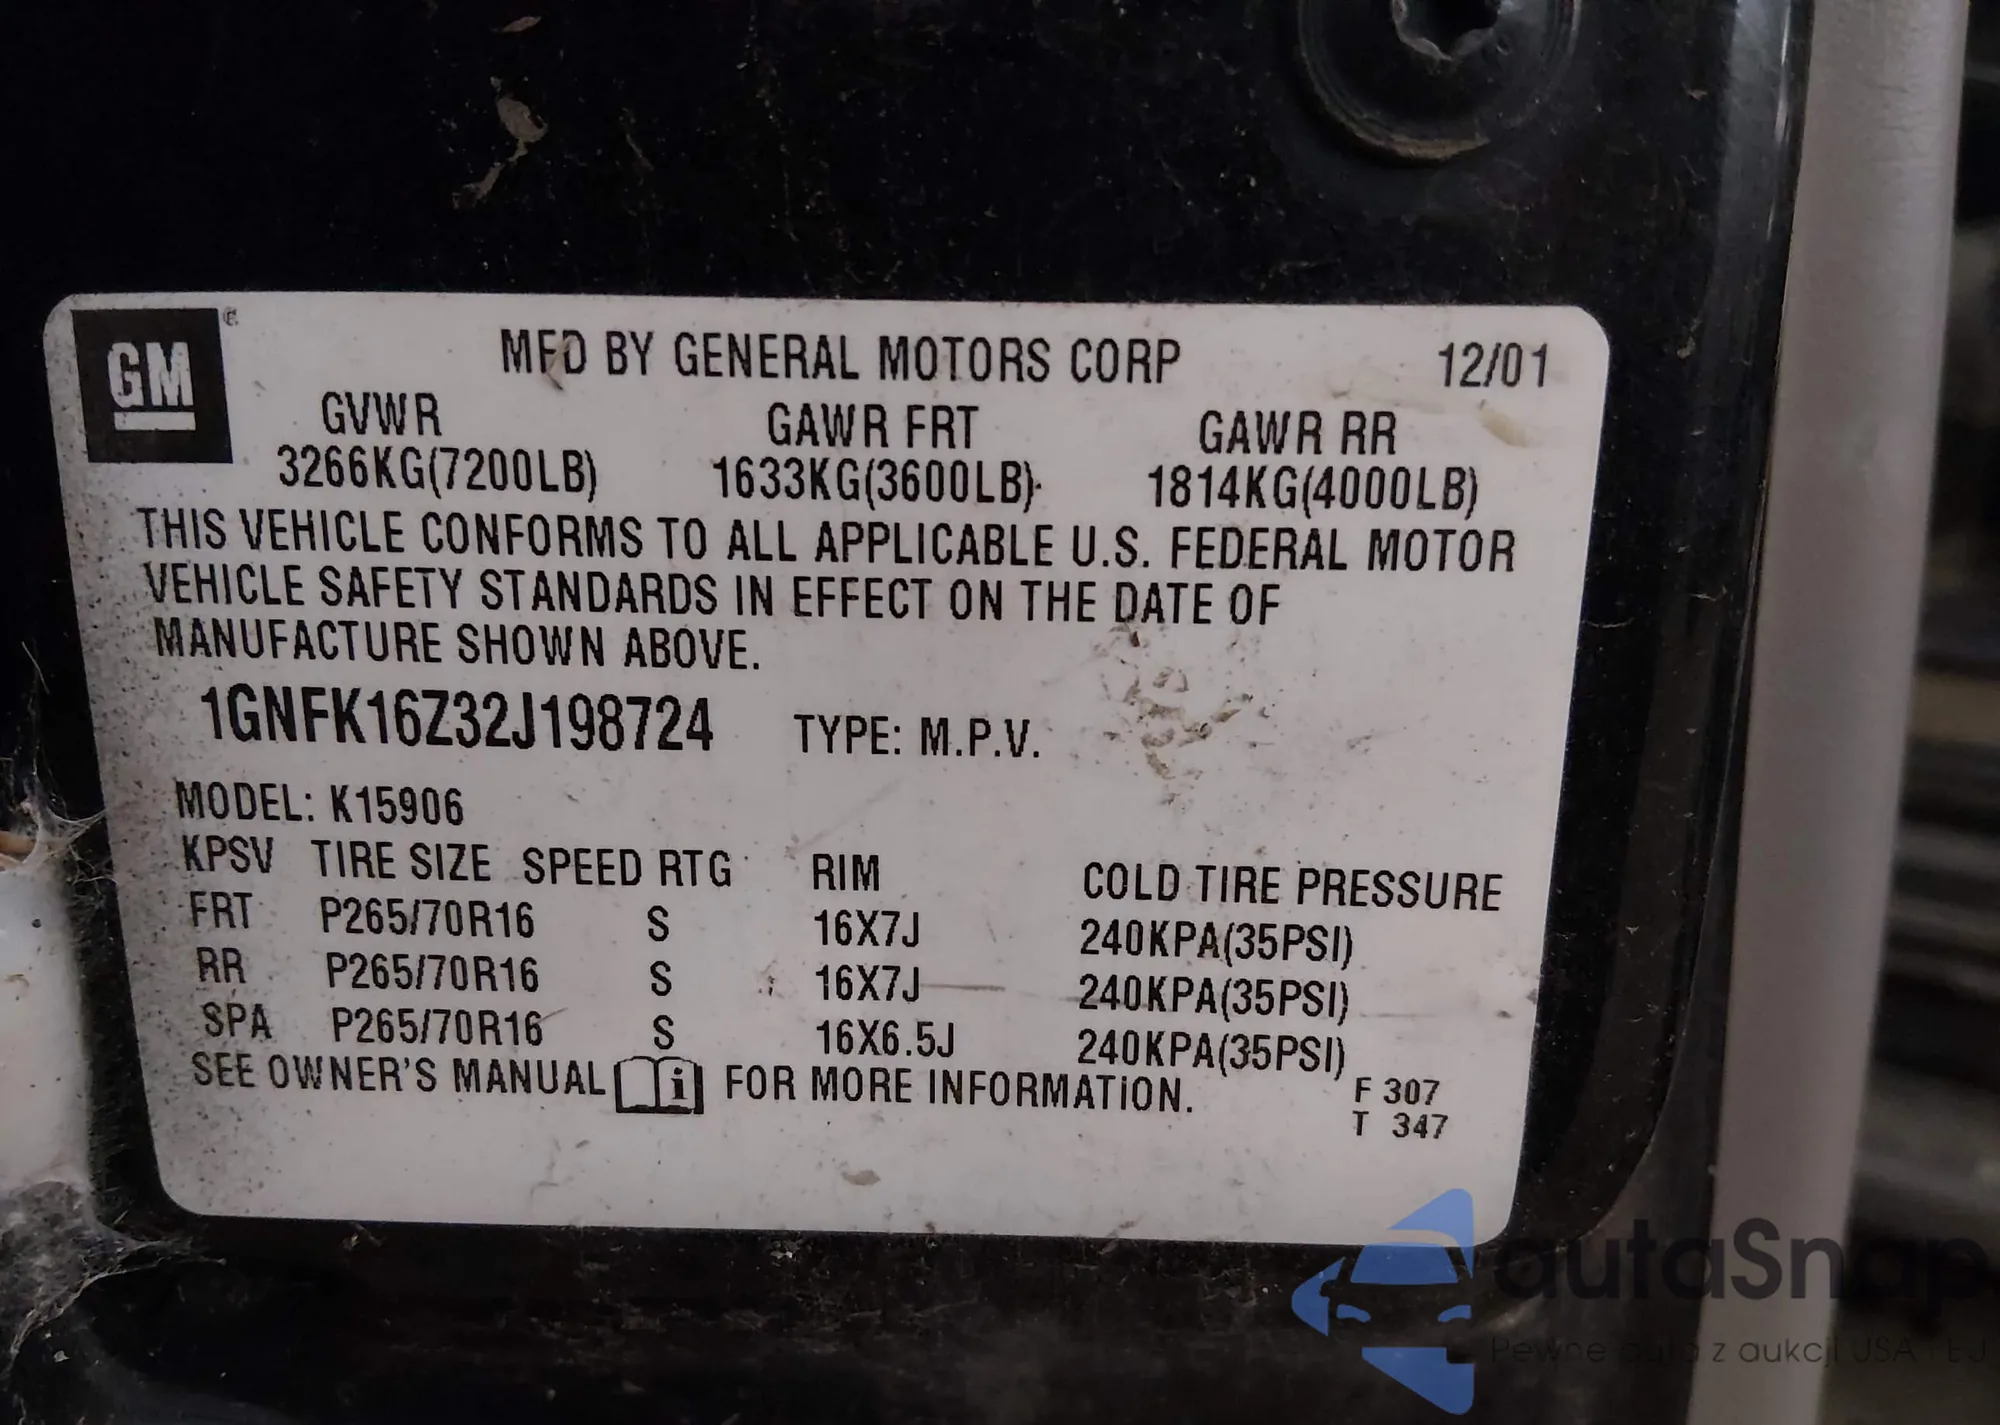 GM
MFD BY GENERAL MOTORS CORP 12/01
GVWR GAWR FRT GAWR RR
3266KG(7200LB) 1633KG(3600LB) 1814KG(4000LB)
THIS VEHICLE CONFORMS TO ALL APPLICABLE U.S. FEDERAL MOTOR
VEHICLE SAFETY STANDARDS IN EFFECT ON THE DATE OF
MANUFACTURE SHOWN ABOVE.
1GNFK16Z32J198724 TYPE: M.P.V.
MODEL: K15906
KPSV TIRE SIZE SPEED RTG RIM COLD TIRE PRESSURE
FRT P265/70R16 S 16X7J 240KPA(35PSI)
RR P265/70R16 S 16X7J 240KPA(35PSI)
SPA P265/70R16 S 16X6.5J 240KPA(35PSI)
SEE OWNER'S MANUAL FOR MORE INFORMATION.
F 307
T 347
autaSnap
Pewne auta z aukcji USA